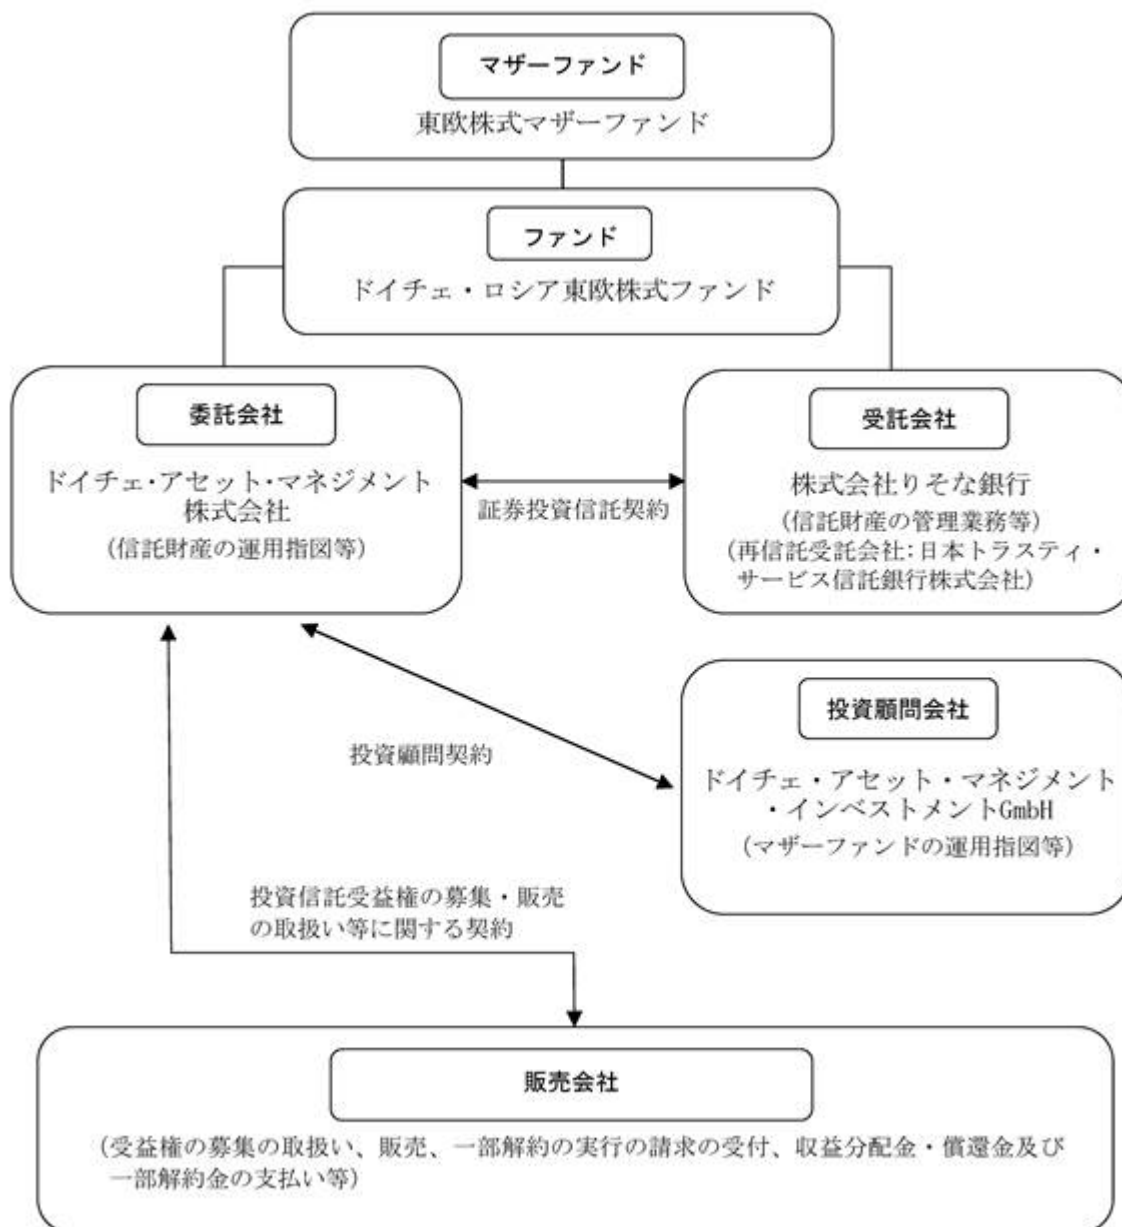 マザーファンド
東欧株式マザーファンド
ファンド
ドイチェ・ロシア東欧株式ファンド
委託会社
ドイチェ・アセット・マネジメント
株式会社
（信託財産の運用指図等）
証券投資信託契約
受託会社
株式会社りそな銀行
（信託財産の管理業務等）
（再信託受託会社：日本トラスティ・
サービス信託銀行株式会社）
投資顧問契約
投資顧問会社
ドイチェ・アセット・マネジメント
・インベストメントGmbH
（マザーファンドの運用指図等）
投資信託受益権の募集・販売
の取扱い等に関する契約
販売会社
（受益権の募集の取扱い、販売、一部解約の実行の請求の受付、収益分配金・償還金及び
一部解約金の支払い等）